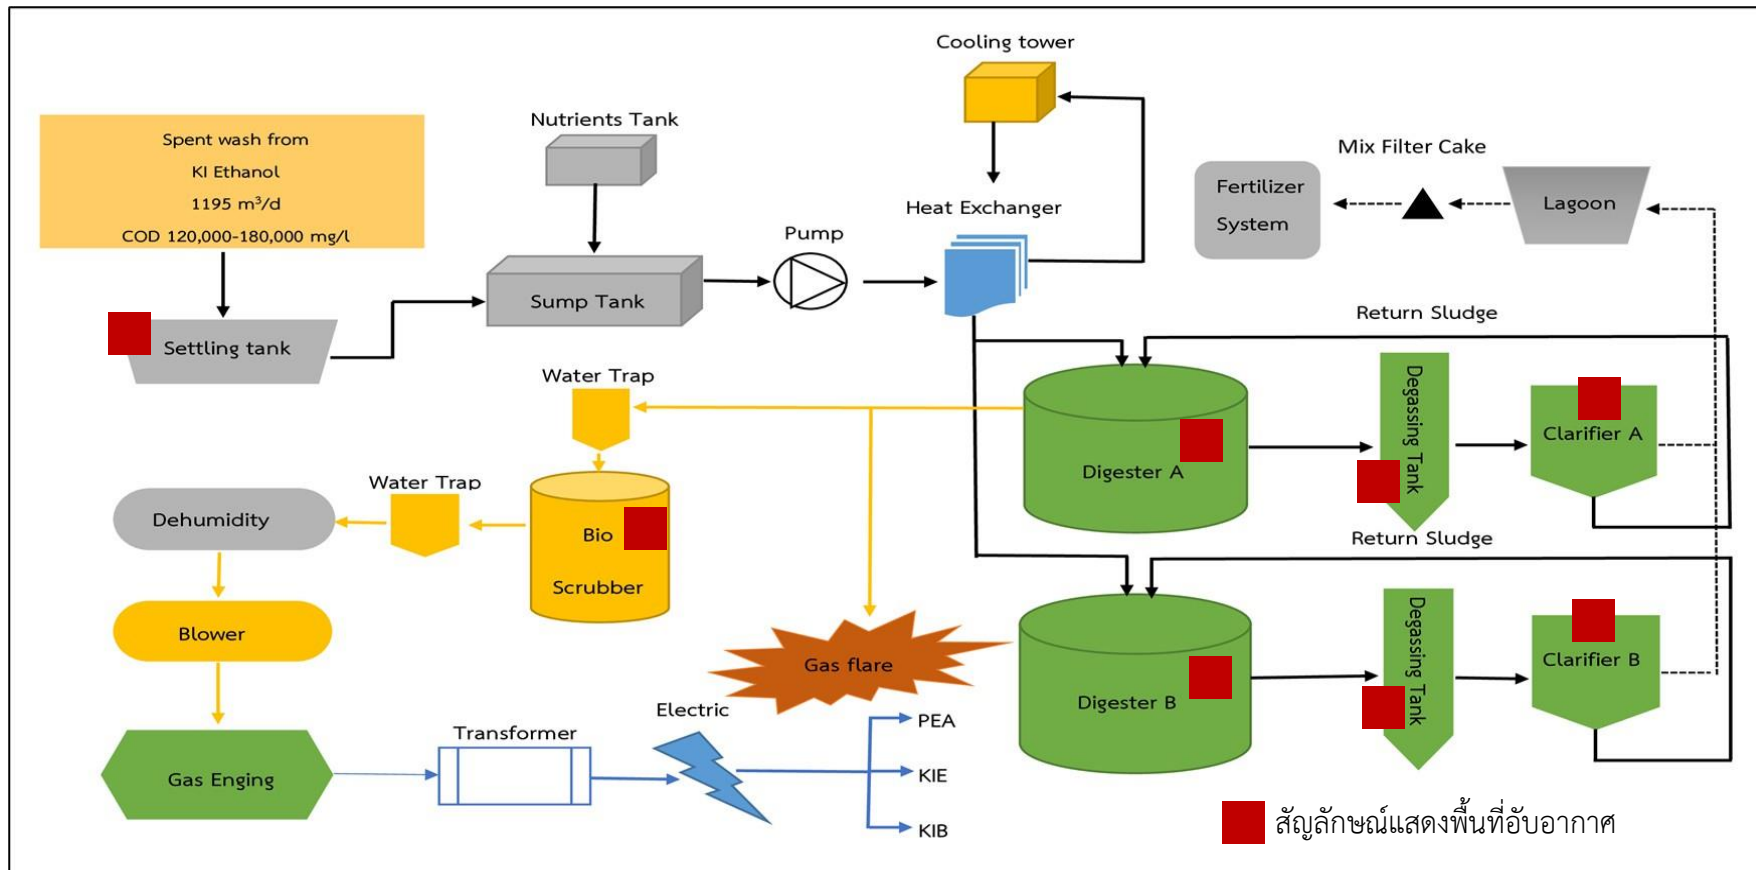 Cooling tower
Spent wash from
KI Ethanol
1195 m³/d
COD 120,000-180,000 mg/l
Nutrients Tank
Mix Filter Cake
Fertilizer
System
Lagoon
Heat Exchanger
Pump
Sump Tank
Settling tank
Return Sludge
Water Trap
Digester A
Degassing Tank
Clarifier A
Water Trap
Dehumidity
Bio
Scrubber
Return Sludge
Blower
Gas flare
Digester B
Degassing Tank
Clarifier B
Electric
Transformer
Gas Enging
PEA
KIE
KIB
สัญลักษณ์แสดงพื้นที่อับอากาศ